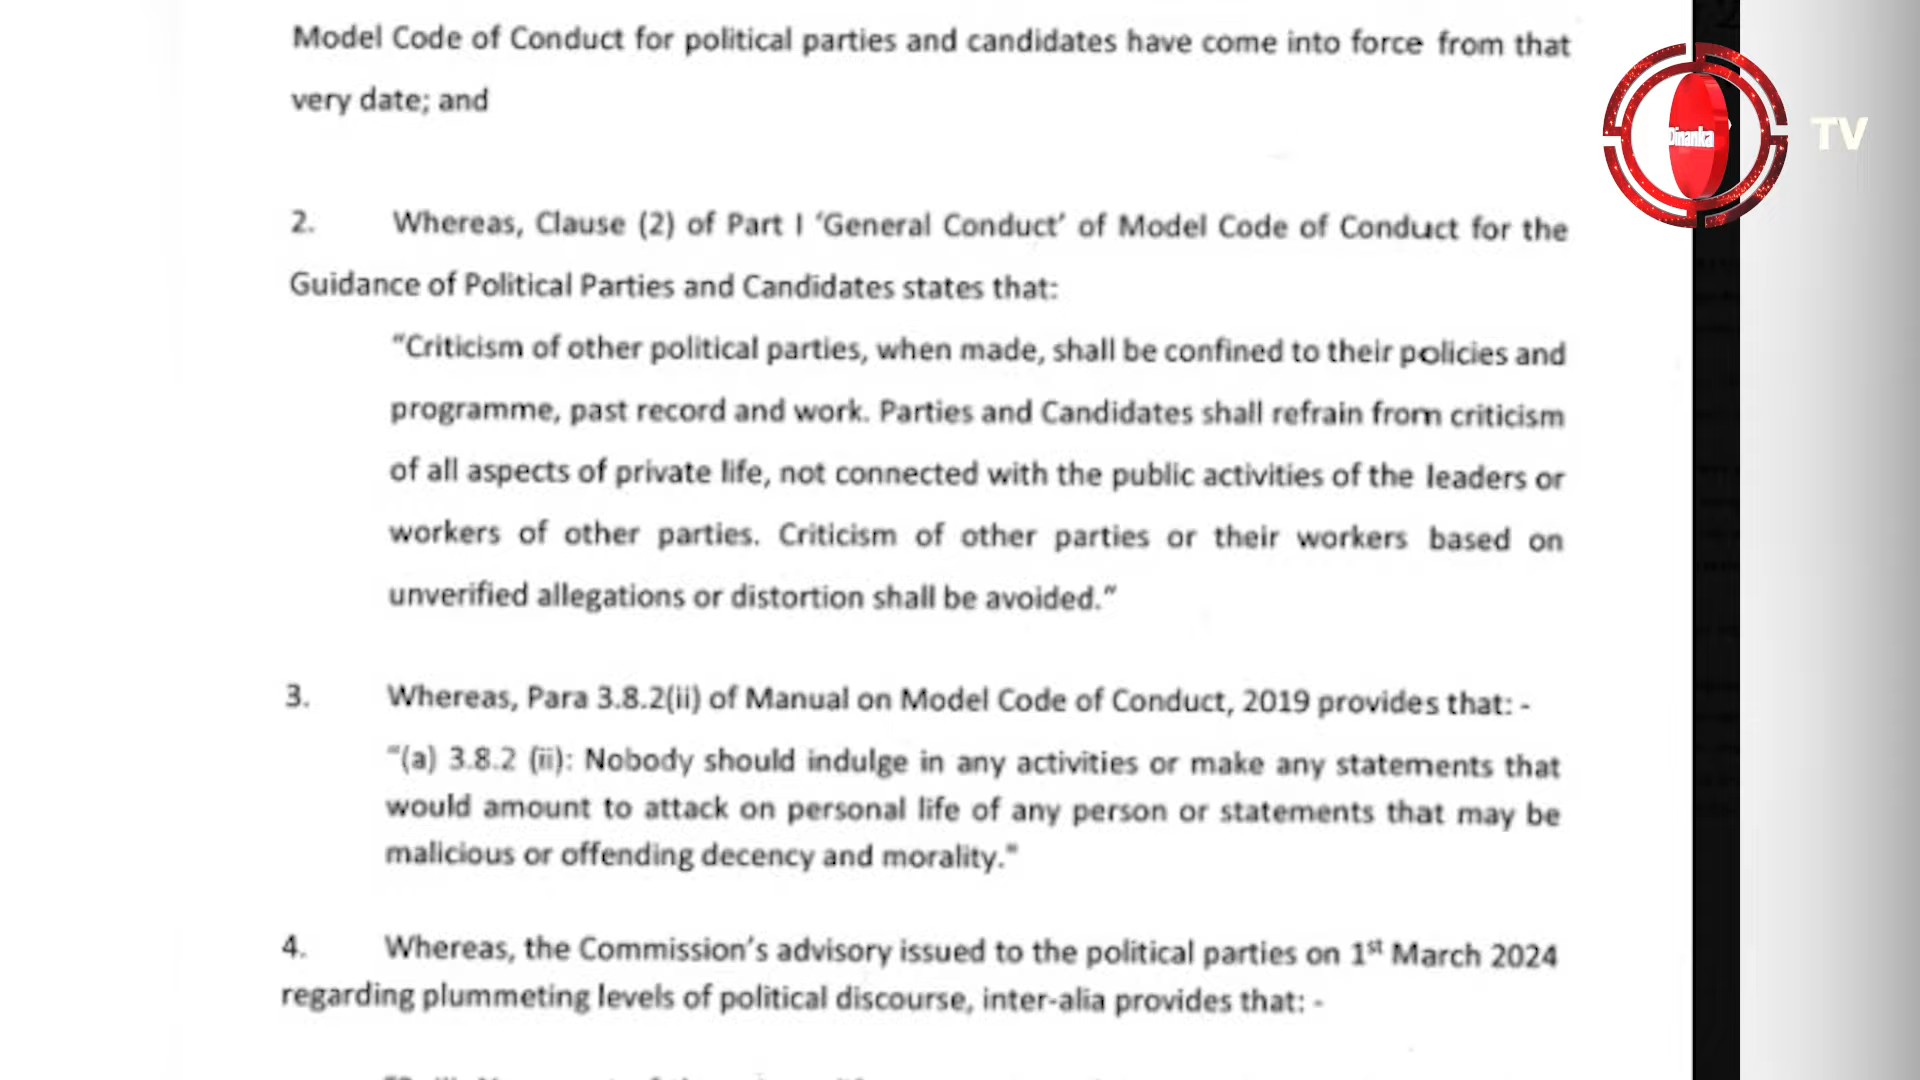 Model Code of Conduct for political parties and candidates have come into force from that
very date; and
Dinanka
TV
2. Whereas, Clause (2) of Part I ‘General Conduct’ of Model Code of Conduct for the
Guidance of Political Parties and Candidates states that:
“Criticism of other political parties, when made, shall be confined to their policies and
programme, past record and work. Parties and Candidates shall refrain from criticism
of all aspects of private life, not connected with the public activities of the leaders or
workers of other parties. Criticism of other parties or their workers based on
unverified allegations or distortion shall be avoided.”
3. Whereas, Para 3.8.2(ii) of Manual on Model Code of Conduct, 2019 provides that: -
“(a) 3.8.2 (ii): Nobody should indulge in any activities or make any statements that
would amount to attack on personal life of any person or statements that may be
malicious or offending decency and morality."
4. Whereas, the Commission’s advisory issued to the political parties on 1st March 2024
regarding plummeting levels of political discourse, inter-alia provides that: -